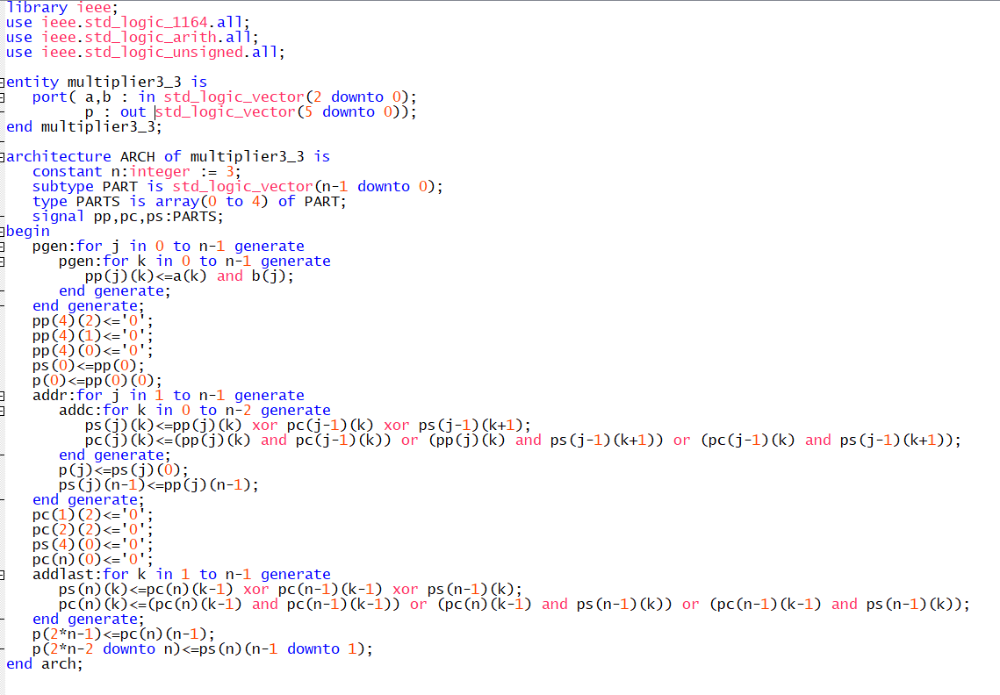 library ieee;
use ieee.std_logic_1164.all;
use ieee.std_logic_arith.all;
use ieee.std_logic_unsigned.all;

entity multiplier3_3 is
   port( a,b : in std_logic_vector(2 downto 0);
         p : out std_logic_vector(5 downto 0));
end multiplier3_3;

architecture ARCH of multiplier3_3 is
   constant n:integer := 3;
   subtype PART is std_logic_vector(n-1 downto 0);
   type PARTS is array(0 to 4) of PART;
   signal pp,pc,ps:PARTS;
begin
   pgen:for j in 0 to n-1 generate
      pgen:for k in 0 to n-1 generate
         pp(j)(k)<=a(k) and b(j);
      end generate;
   end generate;
   pp(4)(2)<='0';
   pp(4)(1)<='0';
   pp(4)(0)<='0';
   ps(0)<=pp(0);
   p(0)<=pp(0)(0);
   addr:for j in 1 to n-1 generate
      addc:for k in 0 to n-2 generate
         ps(j)(k)<=pp(j)(k) xor pc(j-1)(k) xor ps(j-1)(k+1);
         pc(j)(k)<=(pp(j)(k) and pc(j-1)(k)) or (pp(j)(k) and ps(j-1)(k+1)) or (pc(j-1)(k) and ps(j-1)(k+1));
      end generate;
      p(j)<=ps(j)(0);
      ps(j)(n-1)<=pp(j)(n-1);
   end generate;
   pc(1)(2)<='0';
   pc(2)(2)<='0';
   ps(4)(0)<='0';
   pc(n)(0)<='0';
   addlast:for k in 1 to n-1 generate
      ps(n)(k)<=pc(n)(k-1) xor pc(n-1)(k-1) xor ps(n-1)(k);
      pc(n)(k)<=(pc(n)(k-1) and pc(n-1)(k-1)) or (pc(n)(k-1) and ps(n-1)(k)) or (pc(n-1)(k-1) and ps(n-1)(k));
   end generate;
   p(2*n-1)<=pc(n)(n-1);
   p(2*n-2 downto n)<=ps(n)(n-1 downto 1);
end arch;